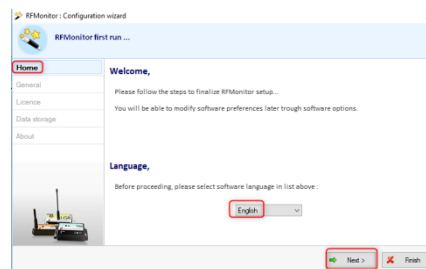 RFMonitor : Configuration wizard
RFMonitor first run ...
Home
General
Licence
Data storage
About
Welcome,
Please follow the steps to finalize RFMonitor setup...
You will be able to modify software preferences later trough software options.
Language,
Before proceeding, please select software language in list above :
English
Next >
Finish